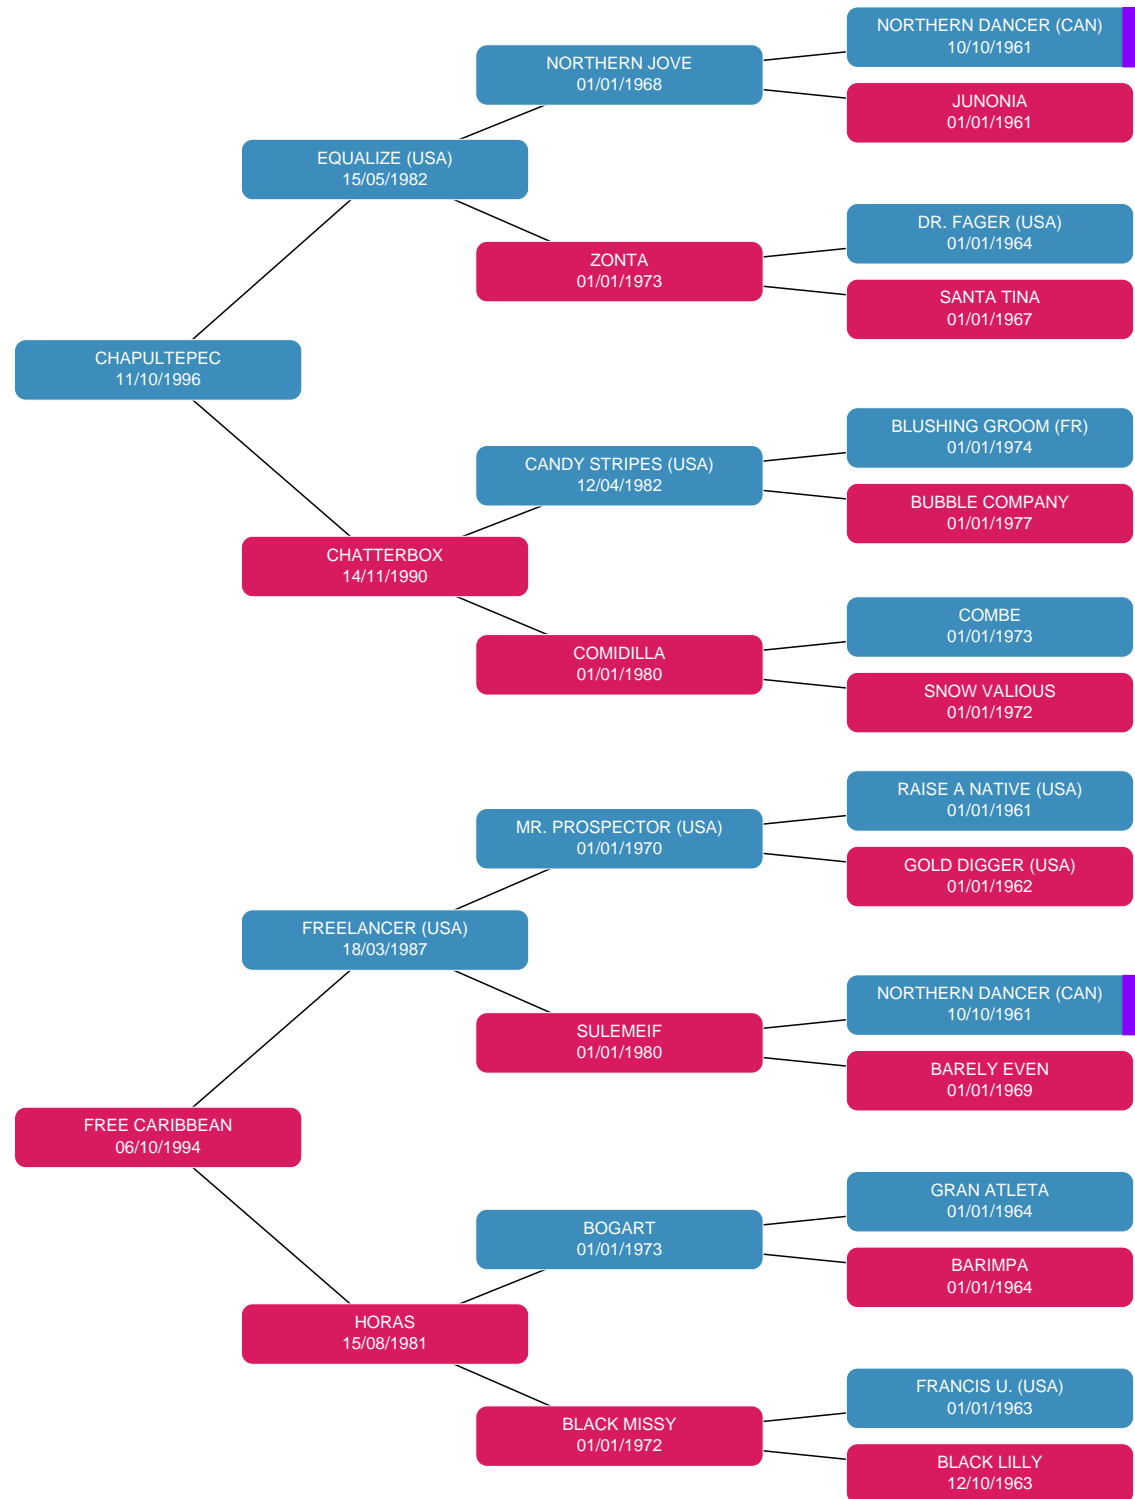 NORTHERN DANCER (CAN)
10/10/1961
NORTHERN JOVE
01/01/1968
JUNONIA
01/01/1961
EQUALIZE (USA)
15/05/1982
DR. FAGER (USA)
01/01/1964
ZONTA
01/01/1973
SANTA TINA
01/01/1967
CHAPULTEPEC
11/10/1996
BLUSHING GROOM (FR)
01/01/1974
CANDY STRIPES (USA)
12/04/1982
BUBBLE COMPANY
01/01/1977
CHATTERBOX
14/11/1990
COMBE
01/01/1973
COMIDILLA
01/01/1980
SNOW VALIOUS
01/01/1972
RAISE A NATIVE (USA)
01/01/1961
MR. PROSPECTOR (USA)
01/01/1970
GOLD DIGGER (USA)
01/01/1962
FREELANCER (USA)
18/03/1987
NORTHERN DANCER (CAN)
10/10/1961
SULEMEIF
01/01/1980
BARELY EVEN
01/01/1969
FREE CARIBBEAN
06/10/1994
GRAN ATLETA
01/01/1964
BOGART
01/01/1973
BARIMPA
01/01/1964
HORAS
15/08/1981
FRANCIS U. (USA)
01/01/1963
BLACK MISSY
01/01/1972
BLACK LILLY
12/10/1963